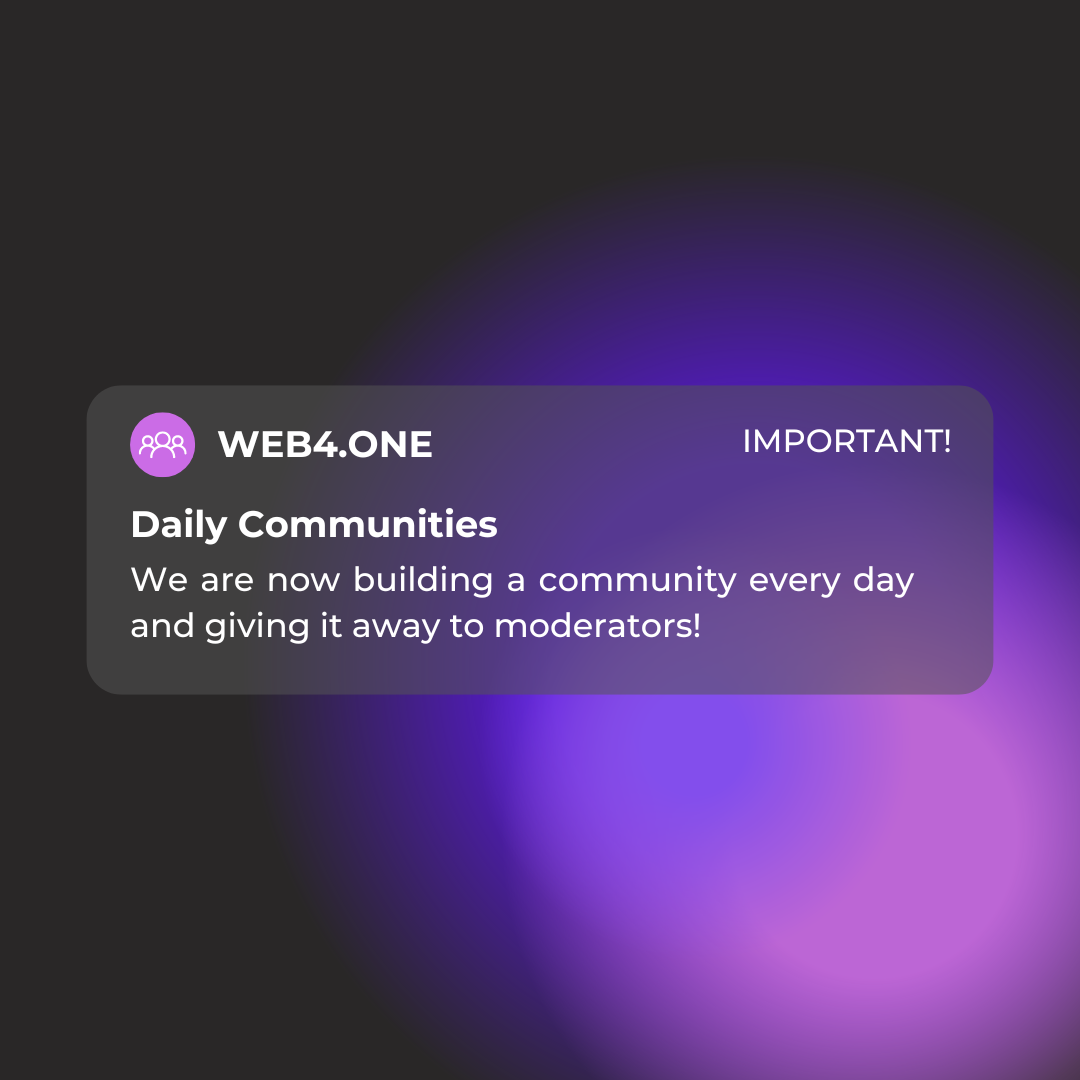 WEB4.ONE
IMPORTANT!
Daily Communities
We are now building a community every day
and giving it away to moderators!